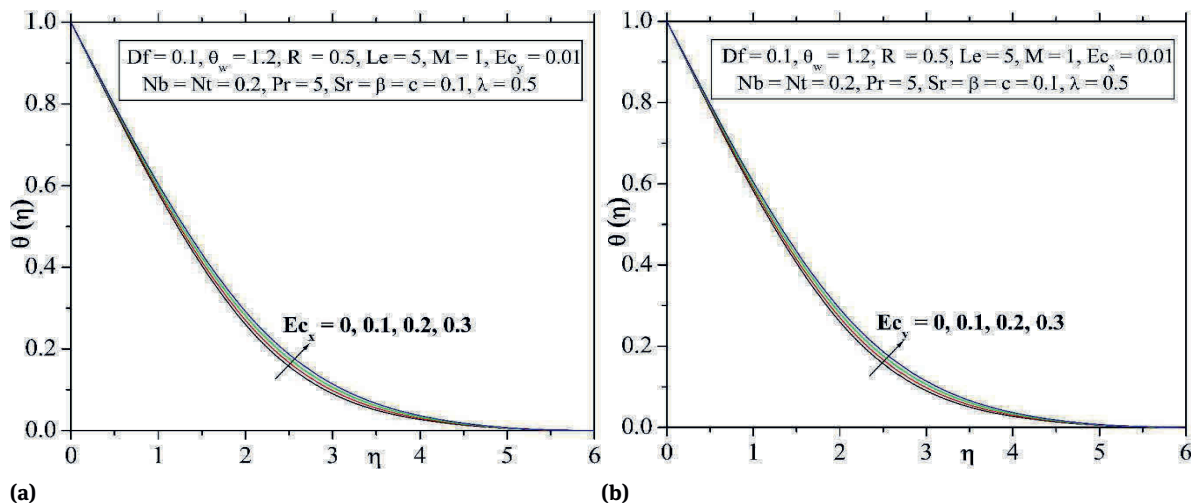 1.0
0.8
0.6
0.4
0.2
0.0
θ (η)
Df = 0.1, θw = 1.2, R = 0.5, Le = 5, M = 1, Ecy = 0.01
Nb = Nt = 0.2, Pr = 5, Sr = β = c = 0.1, λ = 0.5
Ecx = 0, 0.1, 0.2, 0.3
0 1 2 3 4 5 6
η
(a)
1.0
0.8
0.6
0.4
0.2
0.0
θ (η)
Df = 0.1, θw = 1.2, R = 0.5, Le = 5, M = 1, Ecx = 0.01
Nb = Nt = 0.2, Pr = 5, Sr = β = c = 0.1, λ = 0.5
Ecy = 0, 0.1, 0.2, 0.3
0 1 2 3 4 5 6
η
(b)